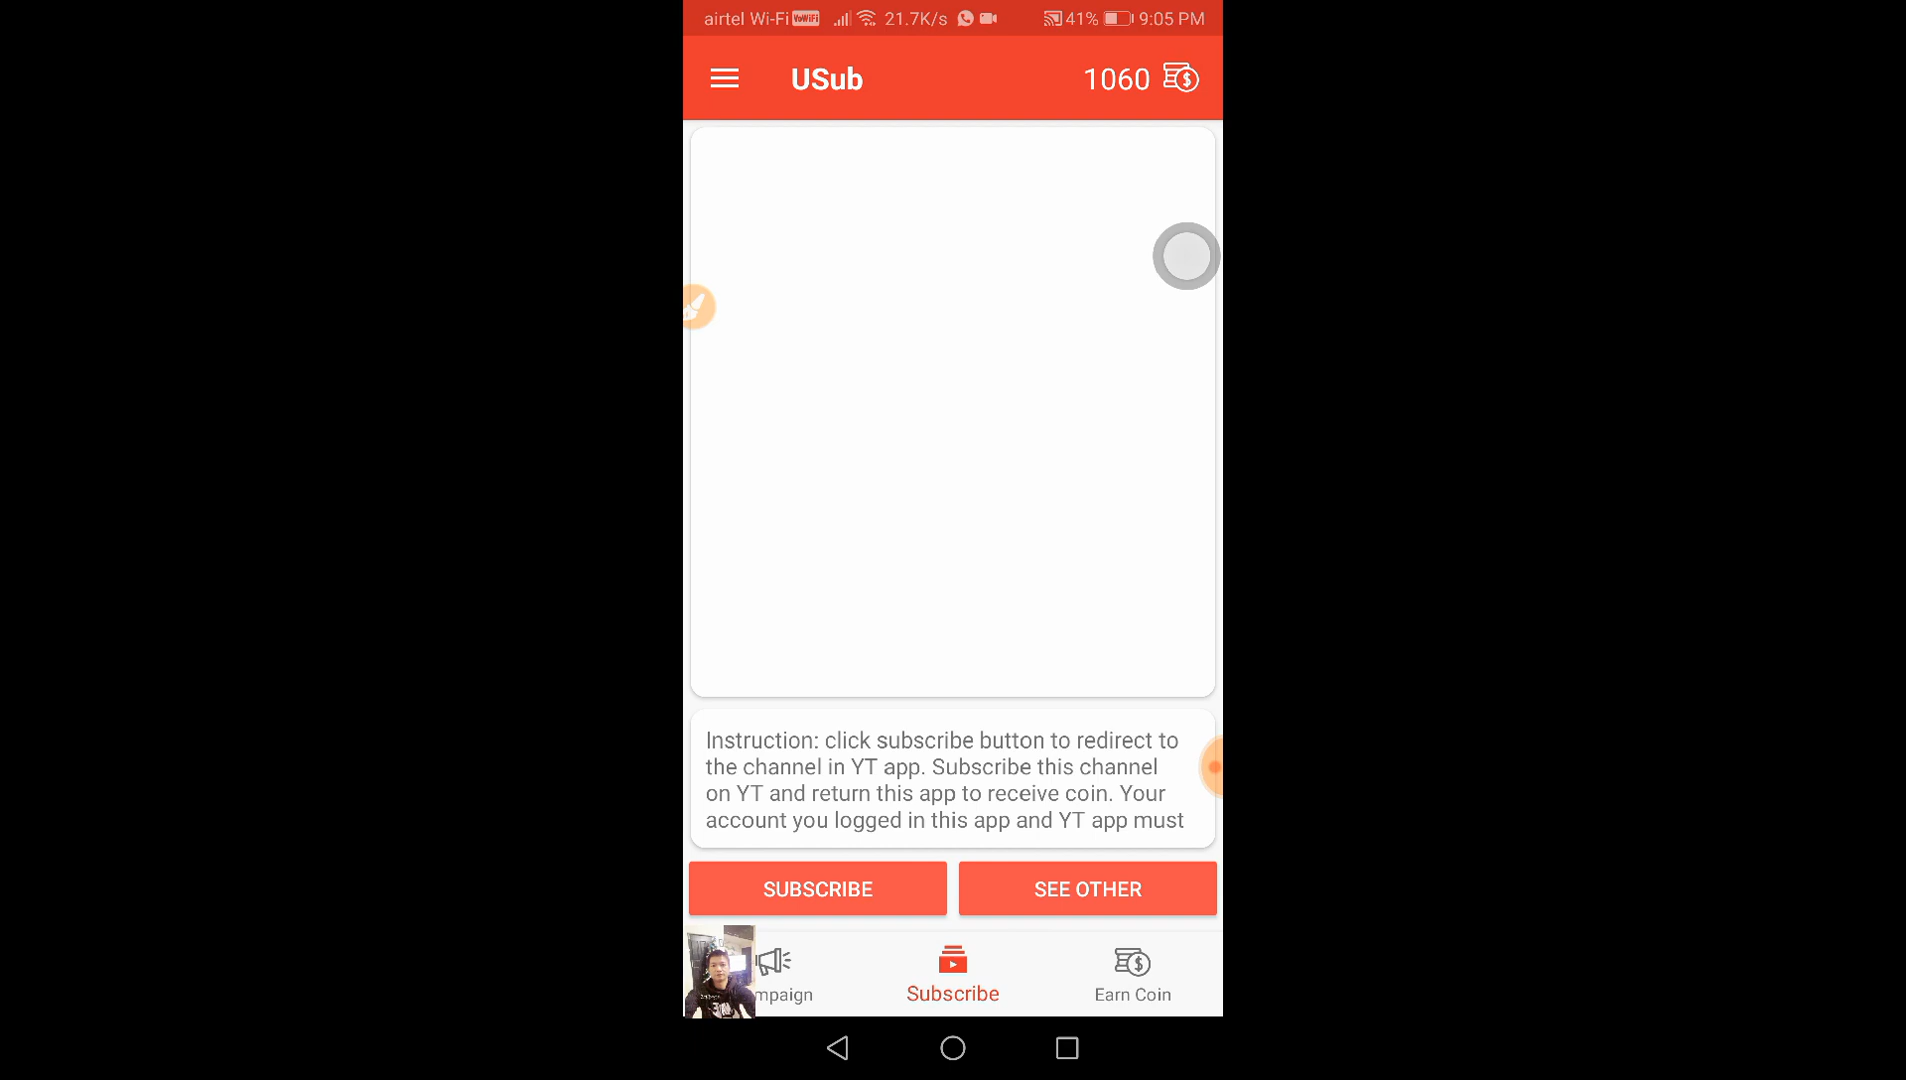 airtel Wi-Fi VoWiFi 21.7K/s 41% 9:05 PM
USub 1060
Instruction: click subscribe button to redirect to
the channel in YT app. Subscribe this channel
on YT and return this app to receive coin. Your
account you logged in this app and YT app must
SUBSCRIBE SEE OTHER
mpaign Subscribe Earn Coin